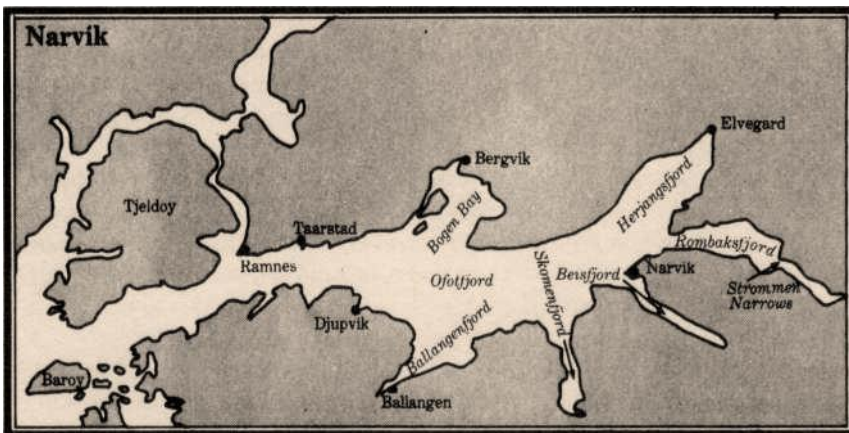 Narvik
Elvegard
Bergvik
Tjeldoy
Herjangsfjord
Bogen Bay
Taarstad
Rombaksfjord
Ramnes
Skomenfjord
Beisfjord
Narvik
Ofotfjord
Strommen
Narrows
Djupvik
Ballangenfjord
Baroy
Ballangen